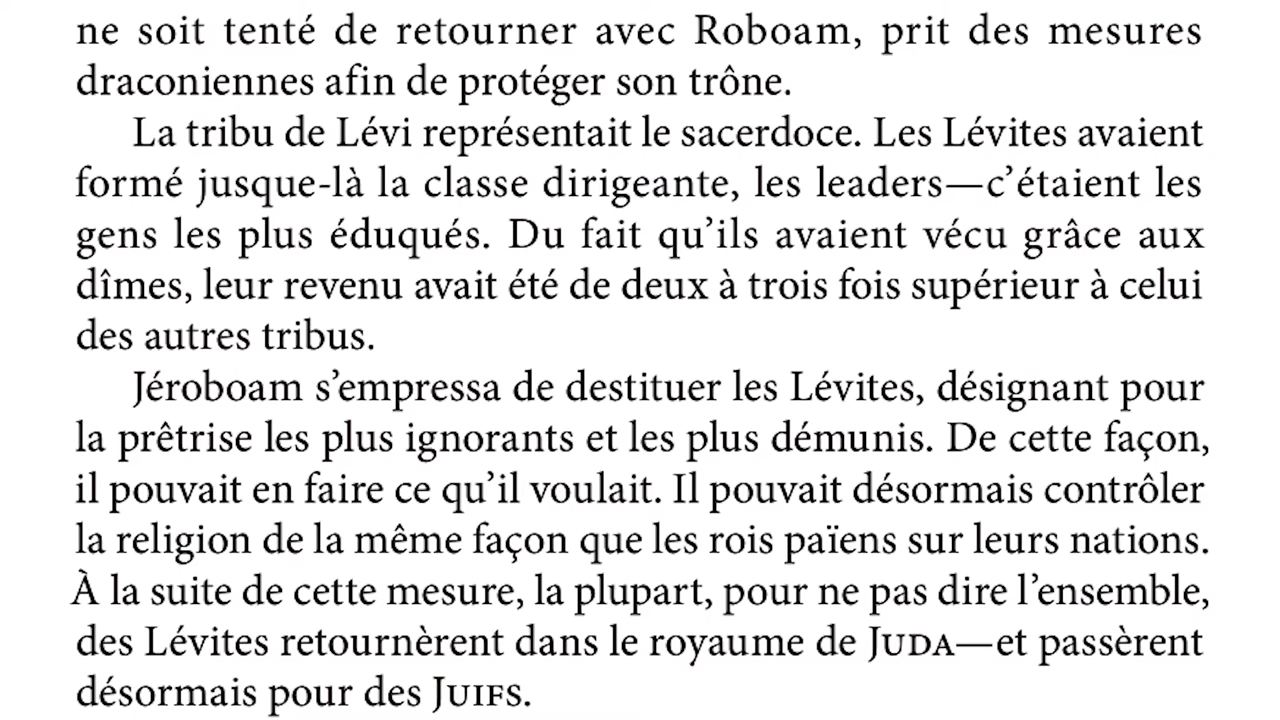 ne soit tenté de retourner avec Roboam, prit des mesures
draconiennes afin de protéger son trône.
La tribu de Lévi représentait le sacerdoce. Les Lévites avaient
formé jusque-là la classe dirigeante, les leaders—c’étaient les
gens les plus éduqués. Du fait qu’ils avaient vécu grâce aux
dîmes, leur revenu avait été de deux à trois fois supérieur à celui
des autres tribus.
Jéroboam s’empressa de destituer les Lévites, désignant pour
la prêtrise les plus ignorants et les plus démunis. De cette façon,
il pouvait en faire ce qu’il voulait. Il pouvait désormais contrôler
la religion de la même façon que les rois païens sur leurs nations.
À la suite de cette mesure, la plupart, pour ne pas dire l’ensemble,
des Lévites retournèrent dans le royaume de JUDA—et passèrent
désormais pour des JUIFS.